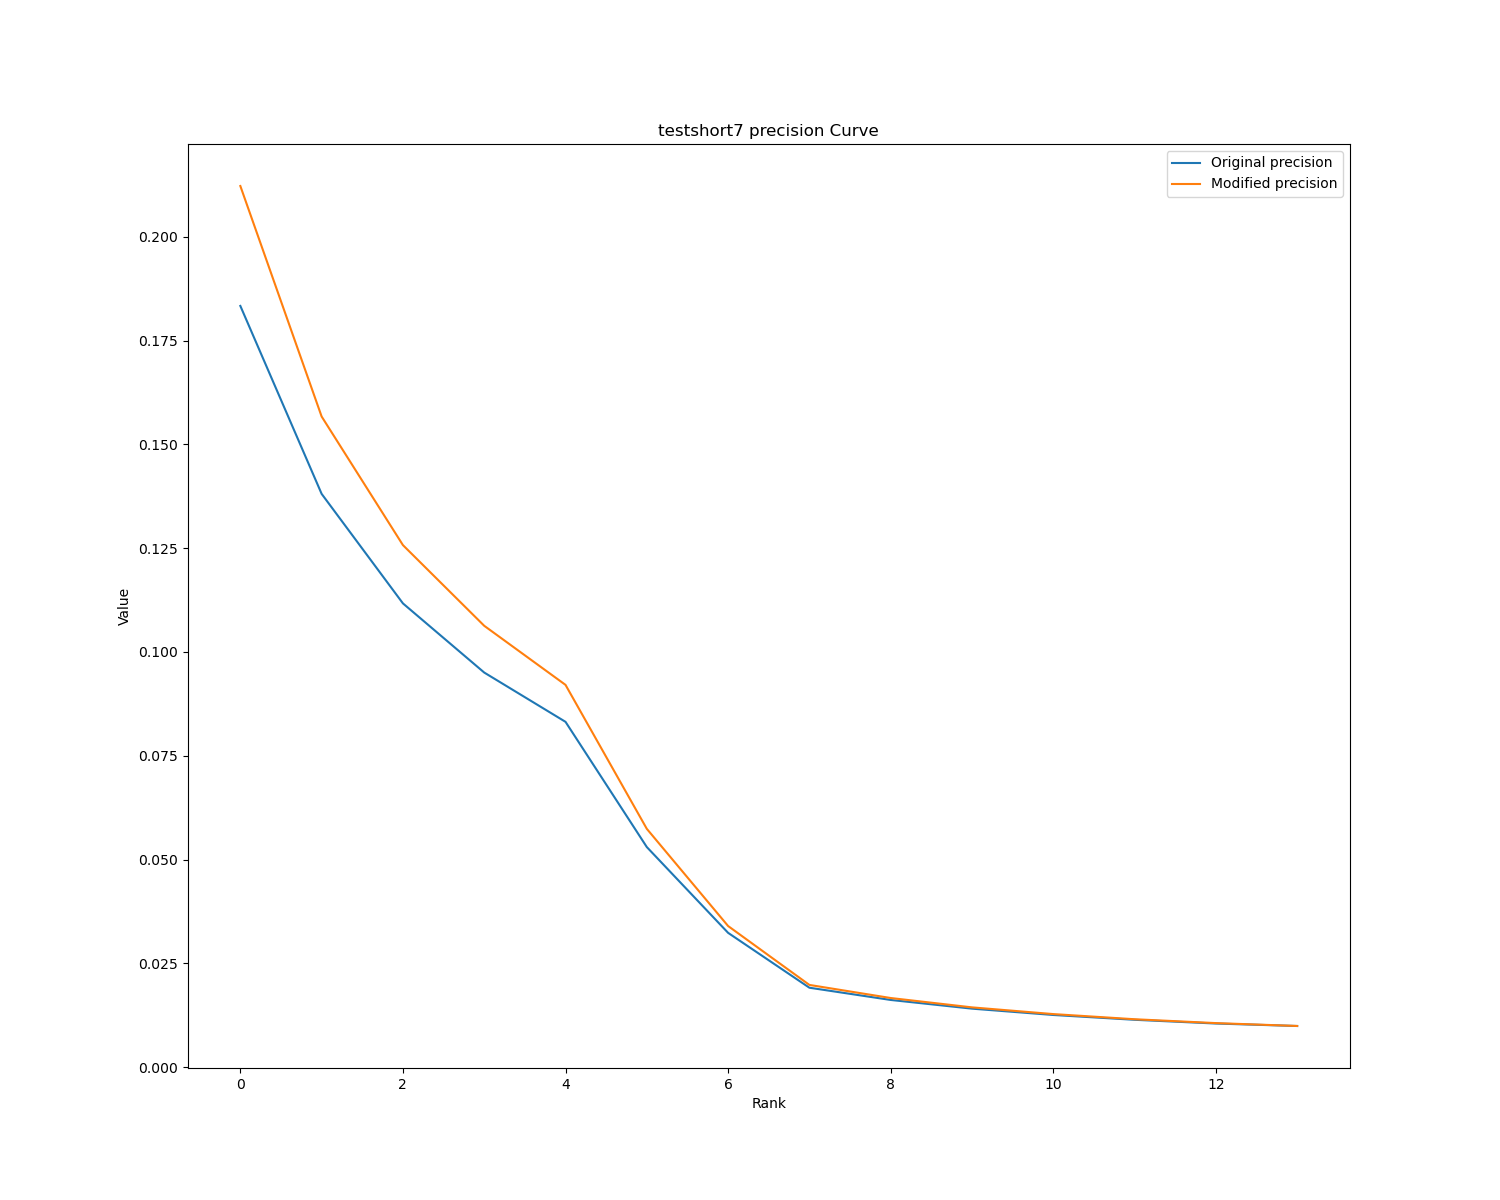 testshort7 precision Curve
Original precision
Modified precision
0.200
0.175
0.150
0.125
0.100
0.075
0.050
0.025
0.000
Value
0 2 4 6 8 10 12
Rank